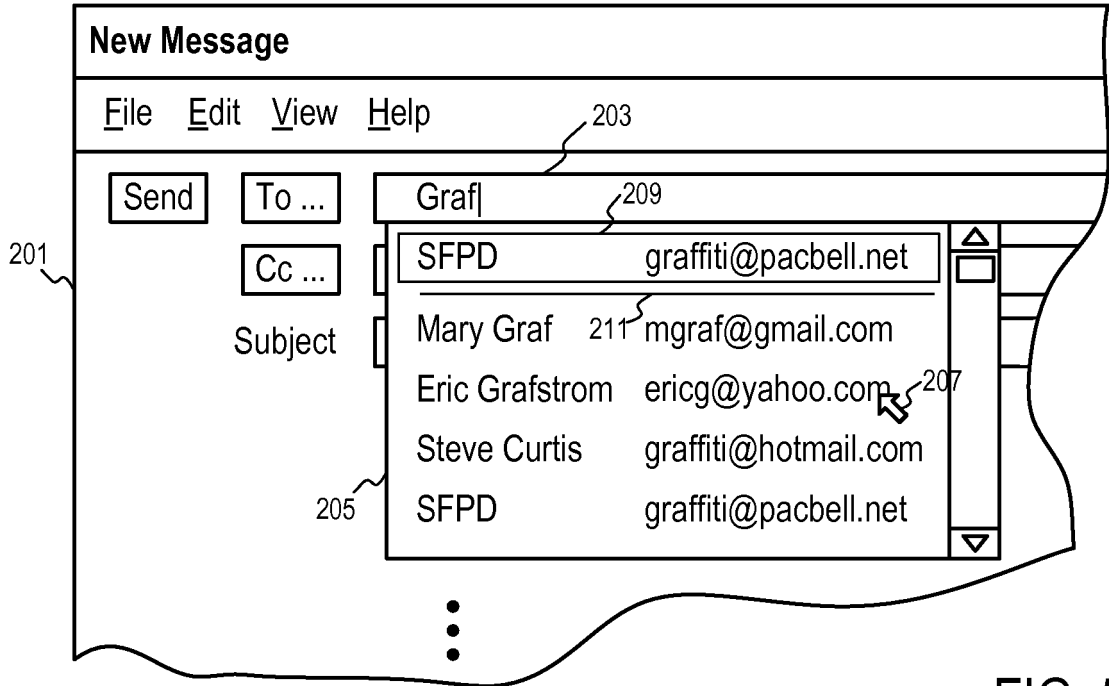 New Message
File Edit View Help
203
Send To ... Graf
209
201
Cc ... SFPD graffiti@pacbell.net
Subject Mary Graf 211 mgraf@gmail.com
Eric Grafstrom ericg@yahoo.com 207
Steve Curtis graffiti@hotmail.com
205 SFPD graffiti@pacbell.net
FIG.